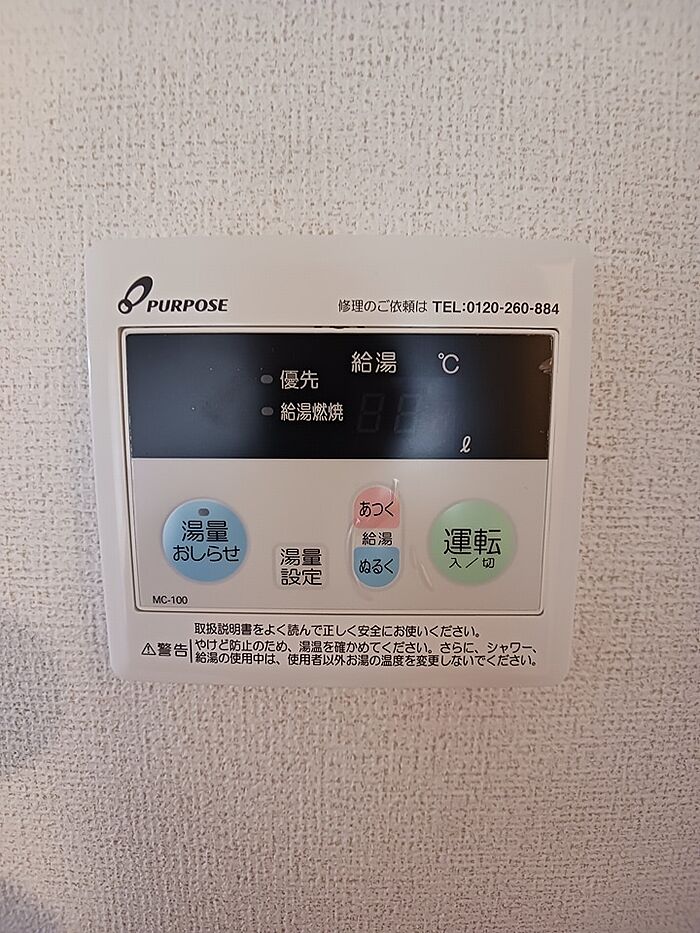 PURPOSE
修理のご依頼は TEL:0120-260-884
給湯 ℃
優先
給湯燃焼 88
ℓ
湯量
おしらせ
湯量
設定
あつく
給湯
ぬるく
運転
入／切
MC-100
取扱説明書をよく読んで正しく安全にお使いください。
⚠警告 やけど防止のため、湯温を確かめてください。さらに、シャワー、
給湯の使用中は、使用者以外お湯の温度を変更しないでください。